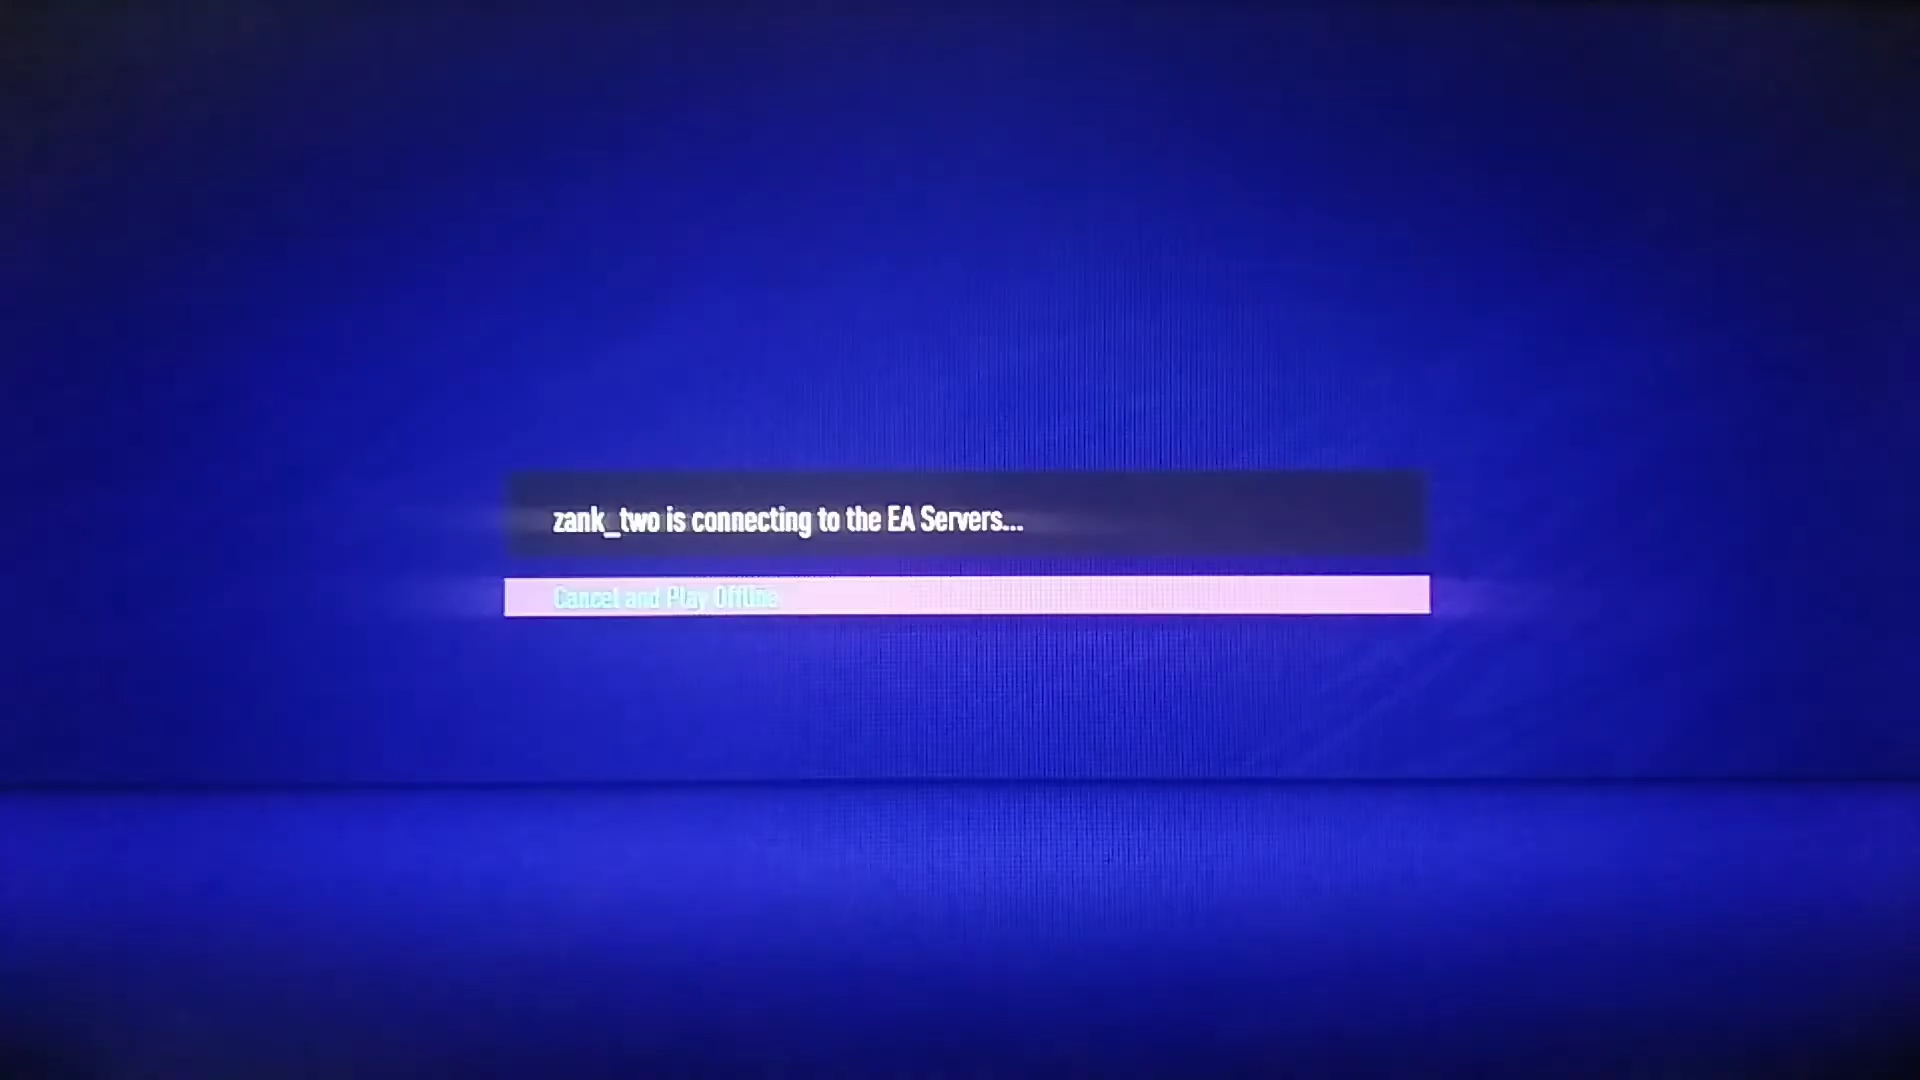 zank_two is connecting to the EA Servers...
Cancel and Play Offline